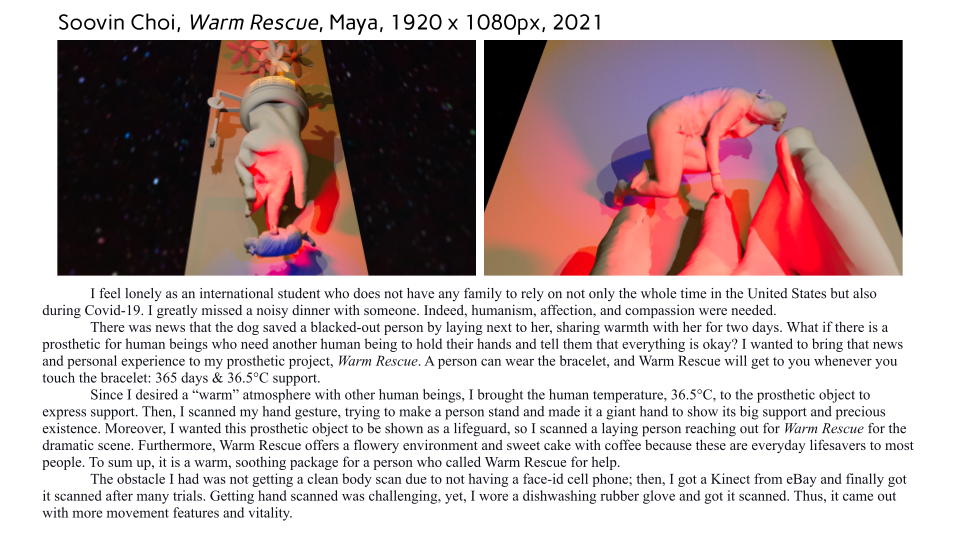 Soovin Choi, Warm Rescue, Maya, 1920 x 1080px, 2021
I feel lonely as an international student who does not have any family to rely on not only the whole time in the United States but also
during Covid-19. I greatly missed a noisy dinner with someone. Indeed, humanism, affection, and compassion were needed.
There was news that the dog saved a blacked-out person by laying next to her, sharing warmth with her for two days. What if there is a
prosthetic for human beings who need another human being to hold their hands and tell them that everything is okay? I wanted to bring that news
and personal experience to my prosthetic project, Warm Rescue. A person can wear the bracelet, and Warm Rescue will get to you whenever you
touch the bracelet: 365 days & 36.5°C support.
Since I desired a “warm” atmosphere with other human beings, I brought the human temperature, 36.5°C, to the prosthetic object to
express support. Then, I scanned my hand gesture, trying to make a person stand and made it a giant hand to show its big support and precious
existence. Moreover, I wanted this prosthetic object to be shown as a lifeguard, so I scanned a laying person reaching out for Warm Rescue for the
dramatic scene. Furthermore, Warm Rescue offers a flowery environment and sweet cake with coffee because these are everyday lifesavers to most
people. To sum up, it is a warm, soothing package for a person who called Warm Rescue for help.
The obstacle I had was not getting a clean body scan due to not having a face-id cell phone; then, I got a Kinect from eBay and finally got
it scanned after many trials. Getting hand scanned was challenging, yet, I wore a dishwashing rubber glove and got it scanned. Thus, it came out
with more movement features and vitality.